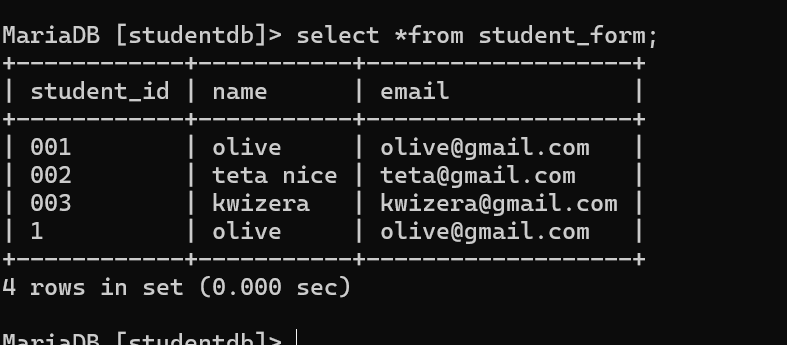 MariaDB [studentdb]> select *from student_form;
+------------+-----------+------------------+
| student_id | name      | email            |
+------------+-----------+------------------+
| 001        | olive     | olive@gmail.com   |
| 002        | teta nice | teta@gmail.com    |
| 003        | kwizera   | kwizera@gmail.com |
| 1          | olive     | olive@gmail.com   |
+------------+-----------+------------------+
4 rows in set (0.000 sec)
MariaDB [studentdb]>